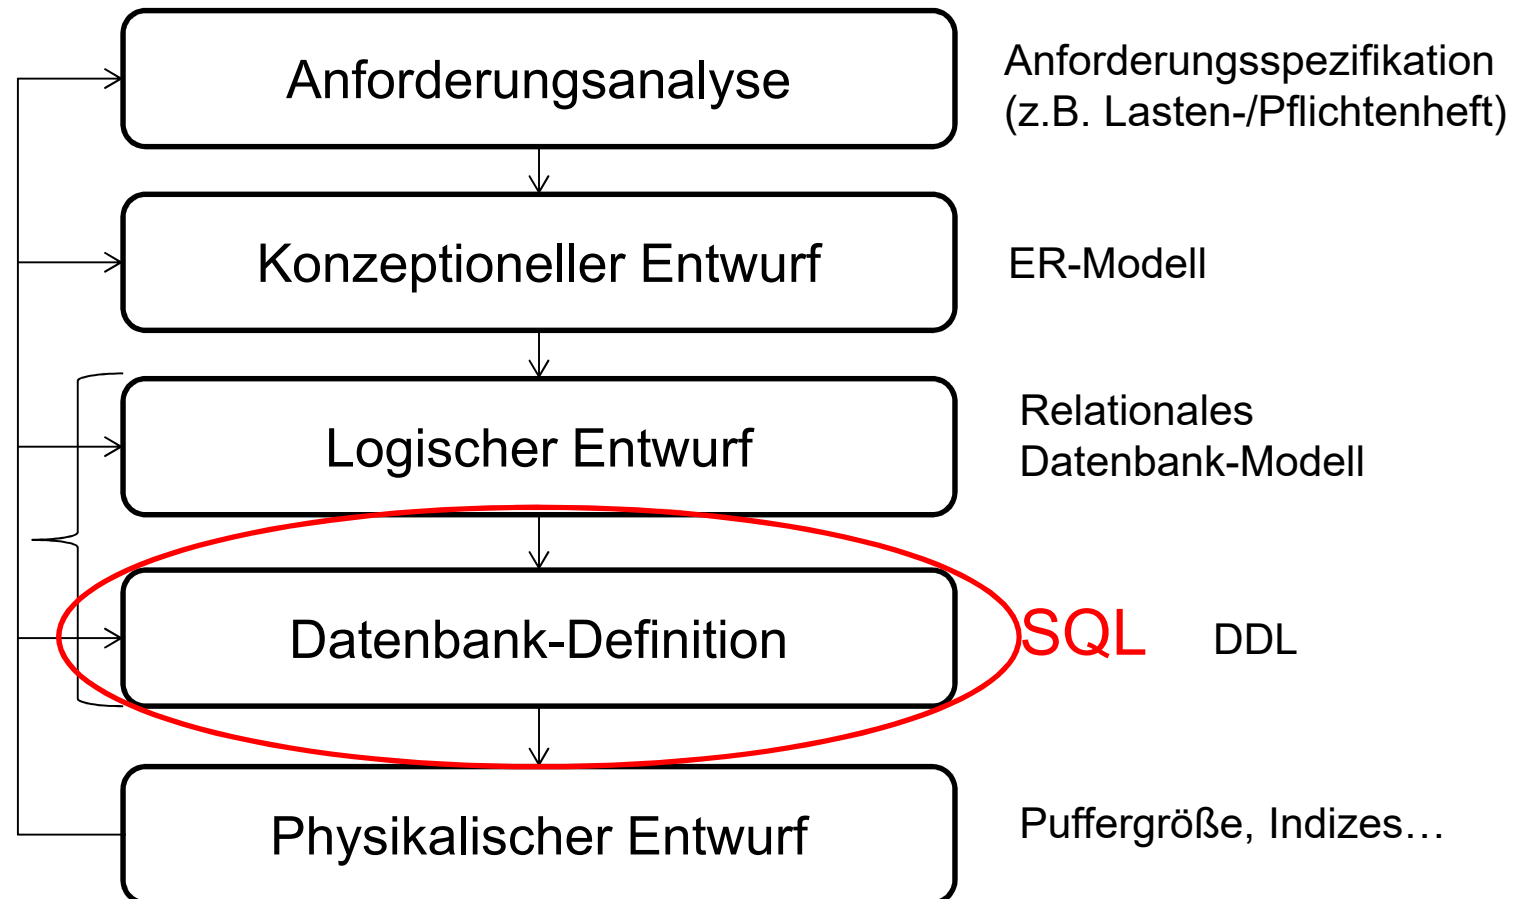 Anforderungsanalyse
Anforderungsspezifikation
(z.B. Lasten-/Pflichtenheft)
Konzeptioneller Entwurf
ER-Modell
Logischer Entwurf
Relationales
Datenbank-Modell
Datenbank-Definition
SQL DDL
Physikalischer Entwurf
Puffergröße, Indizes…